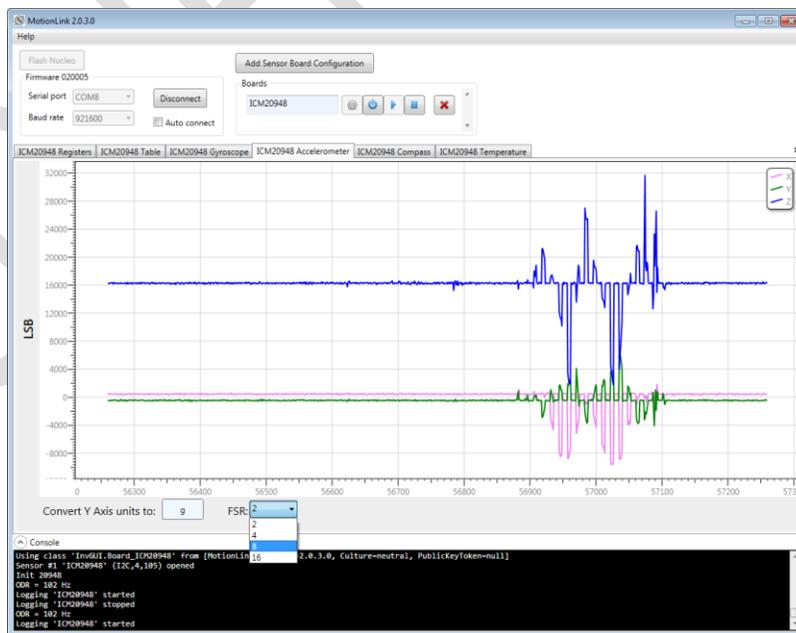 MotionLink 2.0.3.0
Help
Flash Nucleo
Add Sensor Board Configuration
Firmware 020005
Boards
Serial port COM8 Disconnect
ICM20948
Baud rate 921600 Auto connect
ICM20948 Registers ICM20948 Table ICM20948 Gyroscope ICM20948 Accelerometer ICM20948 Compass ICM20948 Temperature
32000
X
Y
Z
28000
24000
20000
16000
LSB
12000
8000
4000
0
-4000
-8000
0 56300 56400 56500 56600 56700 56800 56900 57000 57100 57200
Convert Y Axis units to: g FSR: 2
2
4
8
16
Console
Using class 'InvGUI.Board_ICM20948' from [MotionLin 2.0.3.0, Culture=neutral, PublicKeyToken=null]
Sensor #1 'ICM20948' (I2C,4,105) opened
Init 20948
ODR = 102 Hz
Logging 'ICM20948' started
Logging 'ICM20948' stopped
ODR = 102 Hz
Logging 'ICM20948' started